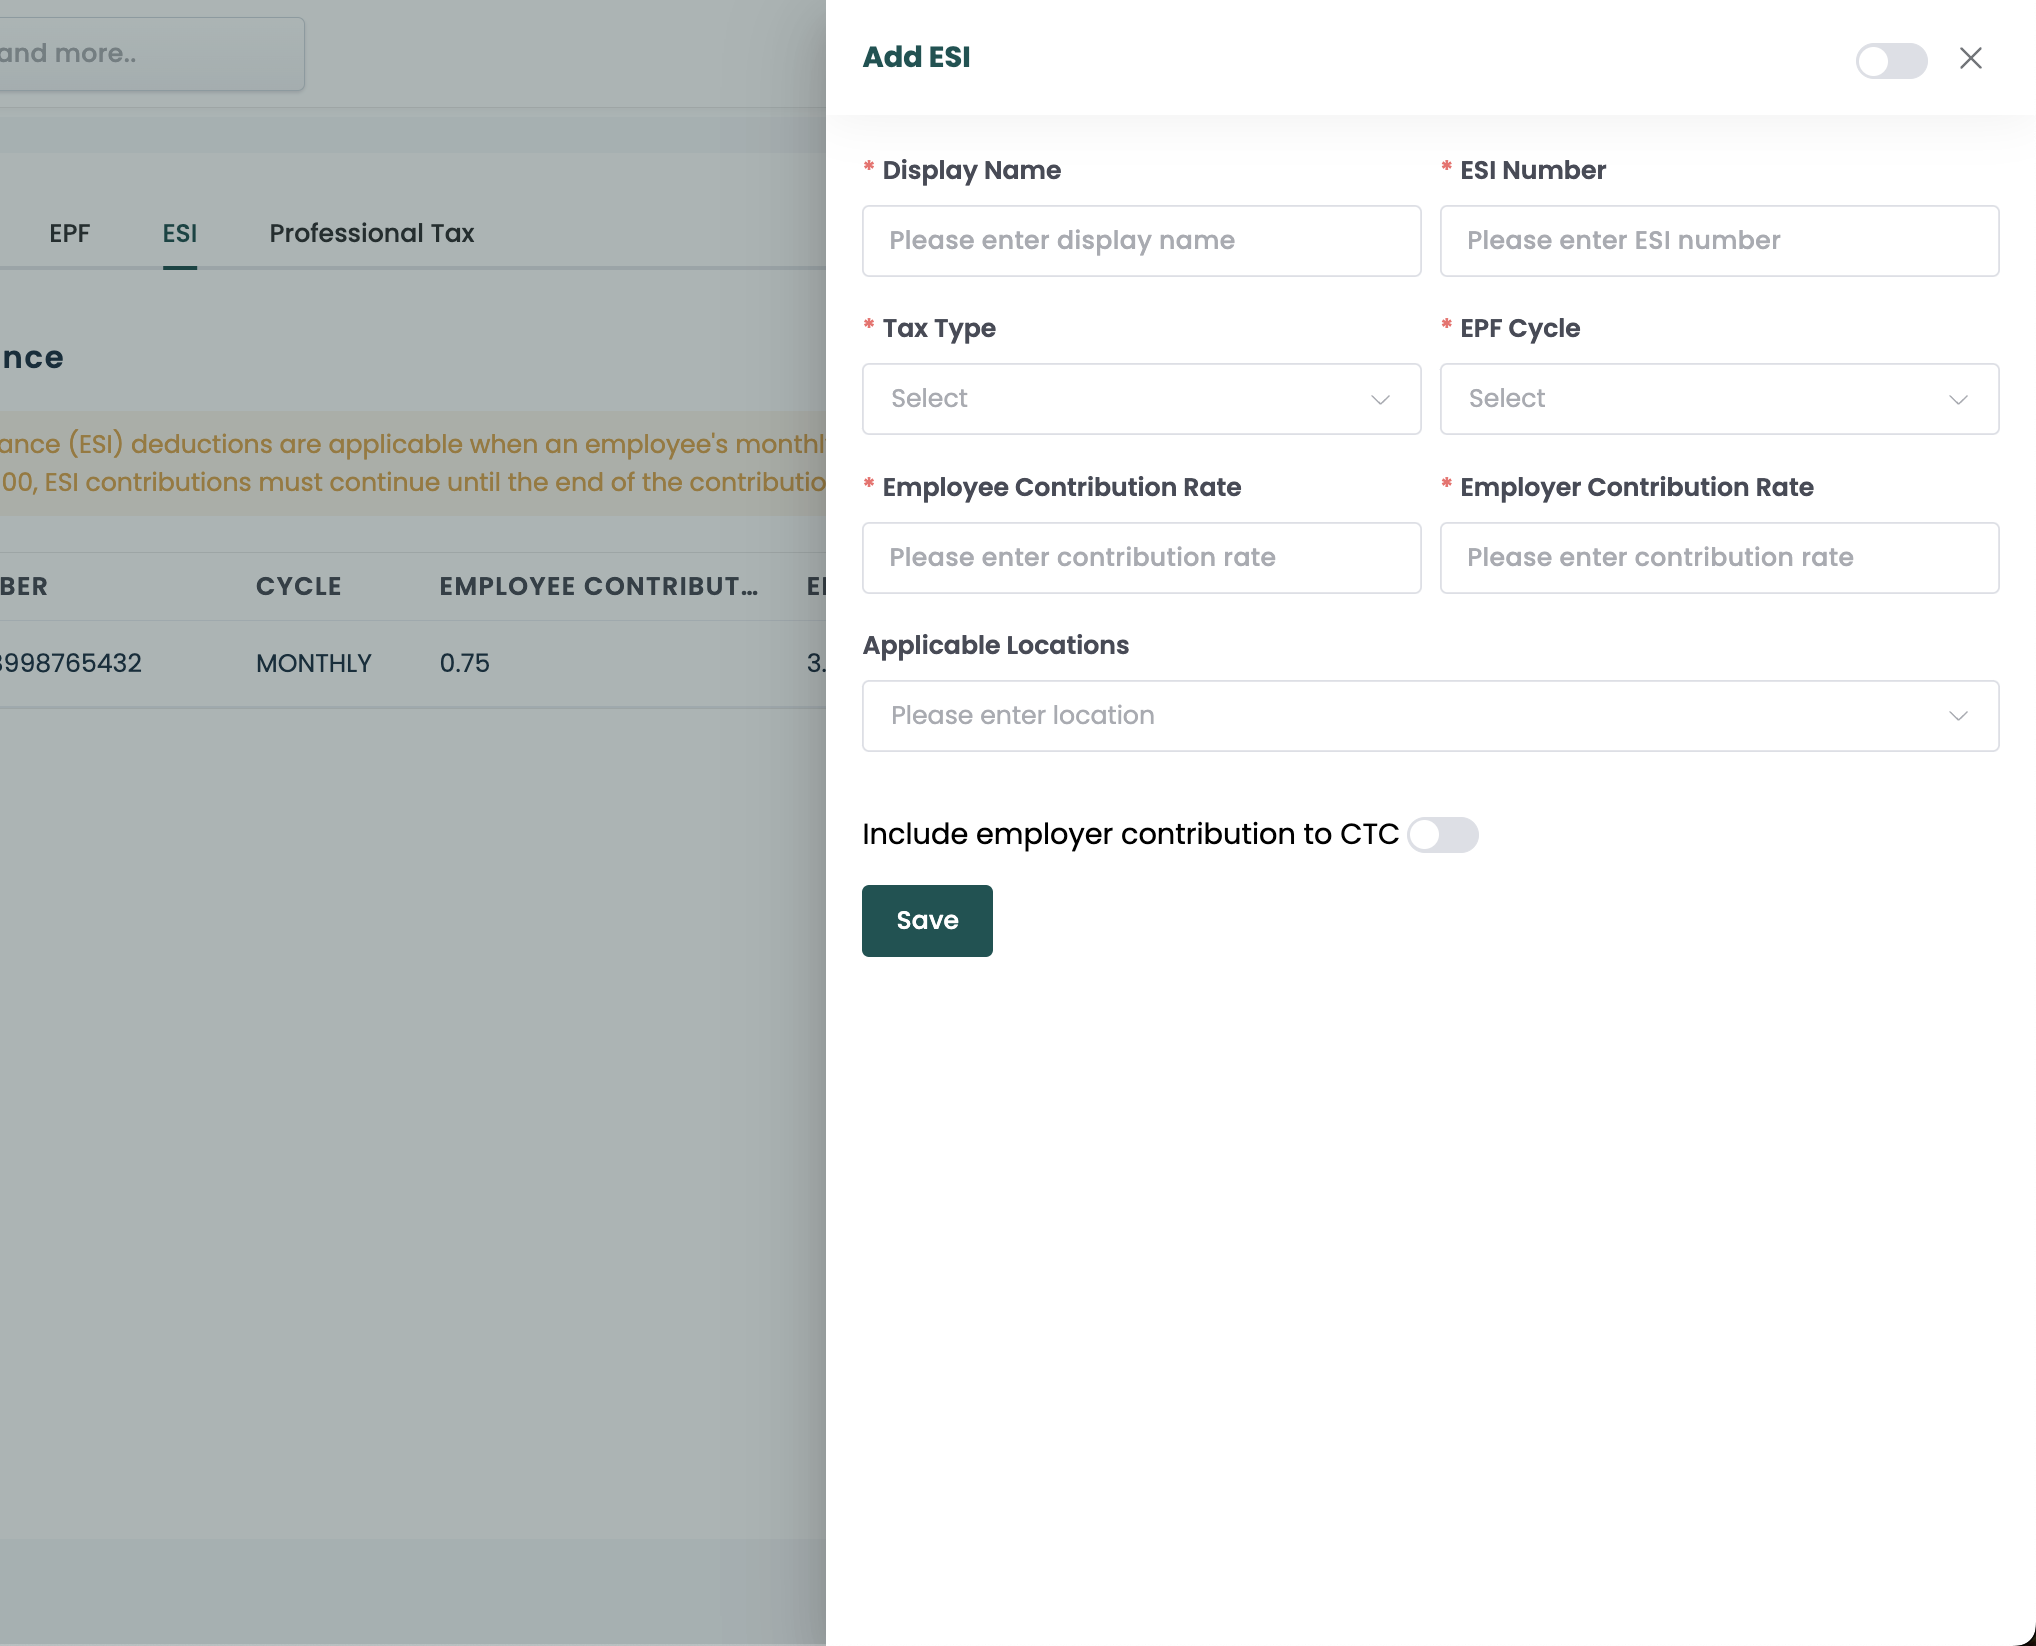 and more..
EPF ESI Professional Tax
nce
ance (ESI) deductions are applicable when an employee's monthl
00, ESI contributions must continue until the end of the contributio
BER CYCLE EMPLOYEE CONTRIBUT...
998765432 MONTHLY 0.75 3.
Add ESI
* Display Name * ESI Number
Please enter display name Please enter ESI number
* Tax Type * EPF Cycle
Select Select
* Employee Contribution Rate * Employer Contribution Rate
Please enter contribution rate Please enter contribution rate
Applicable Locations
Please enter location
Include employer contribution to CTC
Save